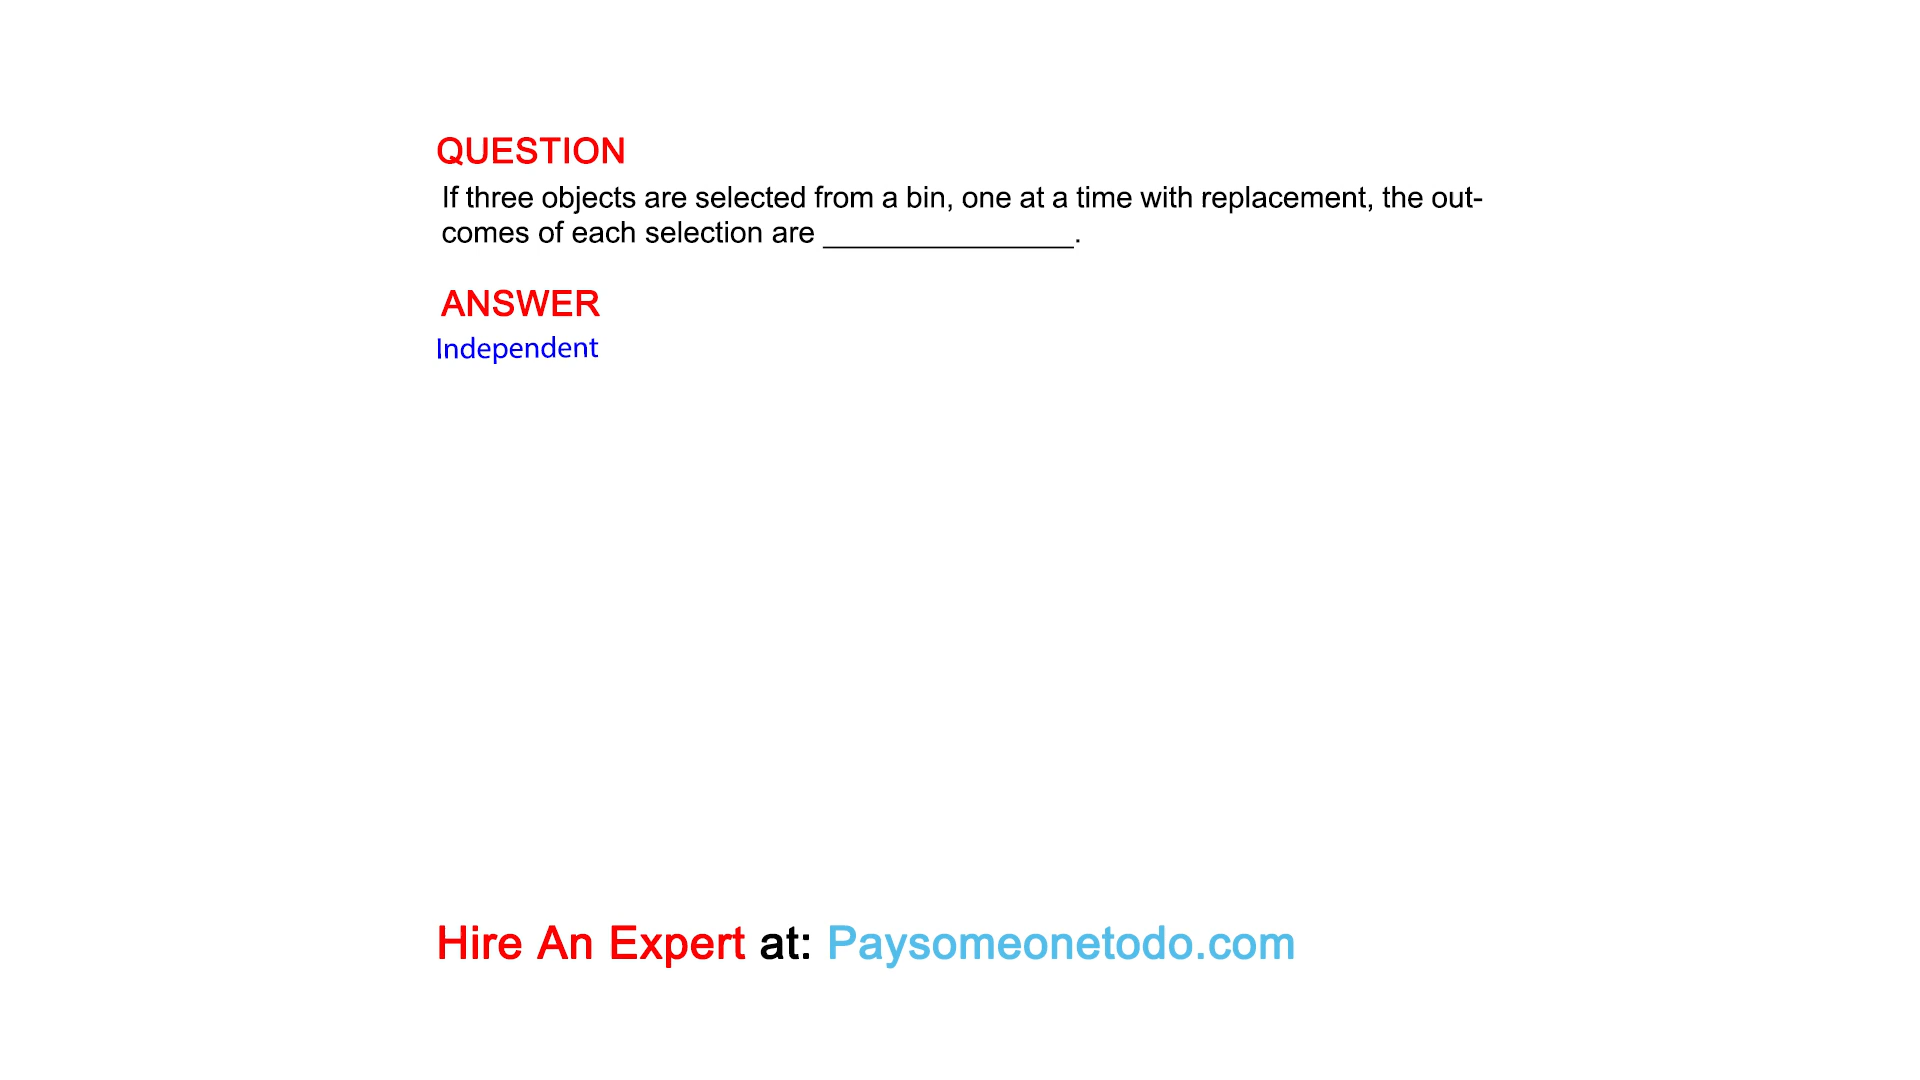 QUESTION
If three objects are selected from a bin, one at a time with replacement, the out-
comes of each selection are ________________.
ANSWER
Independent
Hire An Expert at: Paysomeonetodo.com